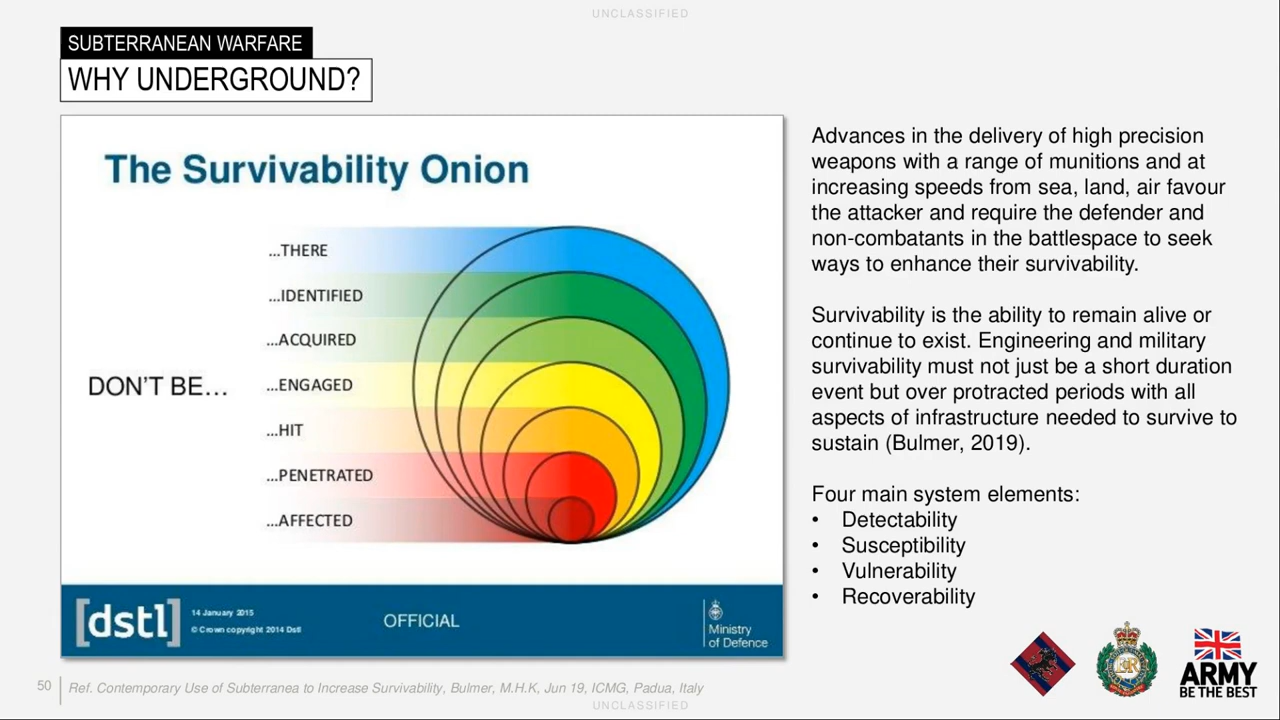 UNCLASSIFIED
SUBTERRANEAN WARFARE
WHY UNDERGROUND?
The Survivability Onion
DON'T BE...
...THERE
...IDENTIFIED
...ACQUIRED
...ENGAGED
...HIT
...PENETRATED
...AFFECTED
[dstl]
14 January 2015
© Crown copyright 2014 Dstl
OFFICIAL
Ministry
of Defence
Advances in the delivery of high precision
weapons with a range of munitions and at
increasing speeds from sea, land, air favour
the attacker and require the defender and
non-combatants in the battlespace to seek
ways to enhance their survivability.
Survivability is the ability to remain alive or
continue to exist. Engineering and military
survivability must not just be a short duration
event but over protracted periods with all
aspects of infrastructure needed to survive to
sustain (Bulmer, 2019).
Four main system elements:
• Detectability
• Susceptibility
• Vulnerability
• Recoverability
ARMY
BE THE BEST
50
Ref. Contemporary Use of Subterranea to Increase Survivabilty, Bulmer, M.H.K, Jun 19, ICMG, Padua, Italy
UNCLASSIFIED